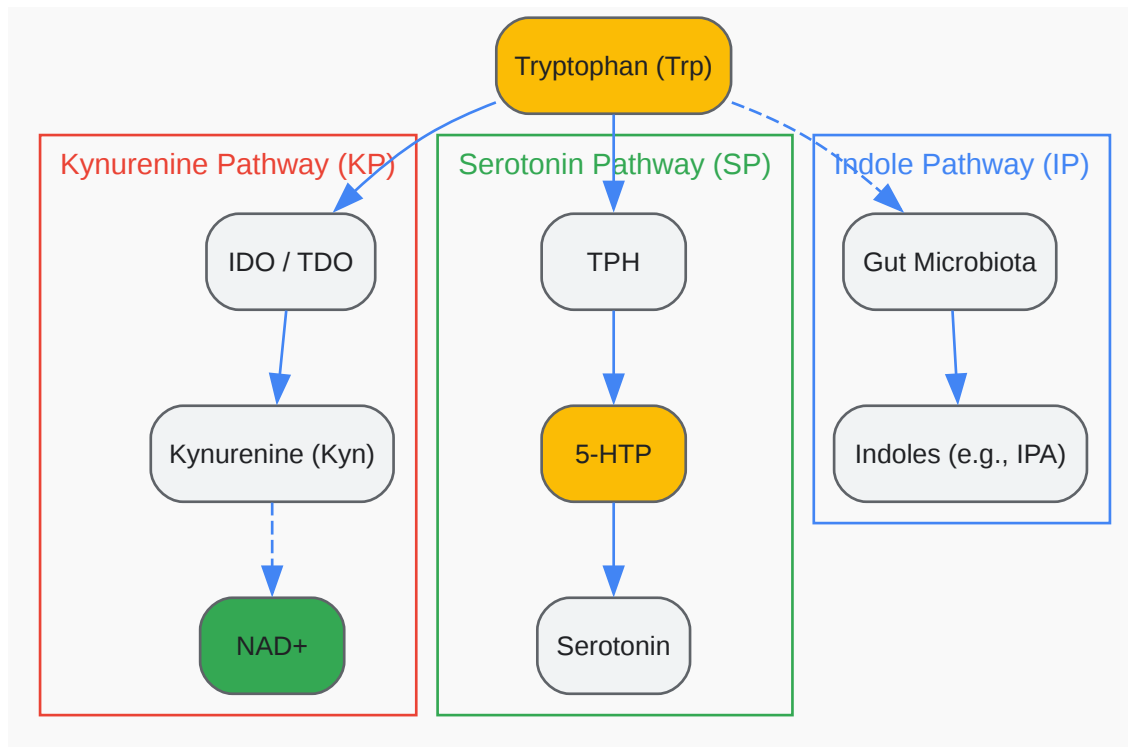 Tryptophan (Trp)
Kynurenine Pathway (KP)
Serotonin Pathway (SP)
Indole Pathway (IP)
IDO / TDO
TPH
Gut Microbiota
Kynurenine (Kyn)
5-HTP
Indoles (e.g., IPA)
NAD+
Serotonin